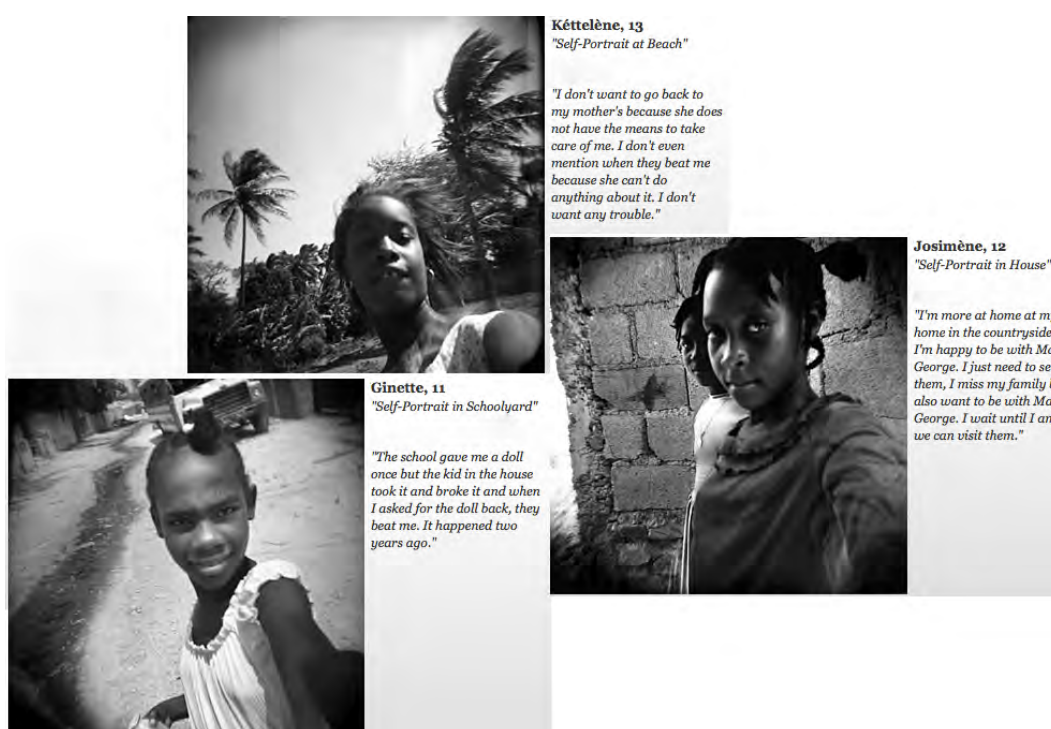 Kéttelène, 13
"Self-Portrait at Beach"
"I don't want to go back to
my mother's because she does
not have the means to take
care of me. I don't even
mention when they beat me
because she can't do
anything about it. I don't
want any trouble."
Josimène, 12
"Self-Portrait in House"
"I'm more at home at
home in the countryside
I'm happy to be with
George. I just need to
them, I miss my family
also want to be with
George. I wait until I
we can visit them."
Ginette, 11
"Self-Portrait in Schoolyard"
"The school gave me a doll
once but the kid in the house
took it and broke it and when
I asked for the doll back, they
beat me. It happened two
years ago."